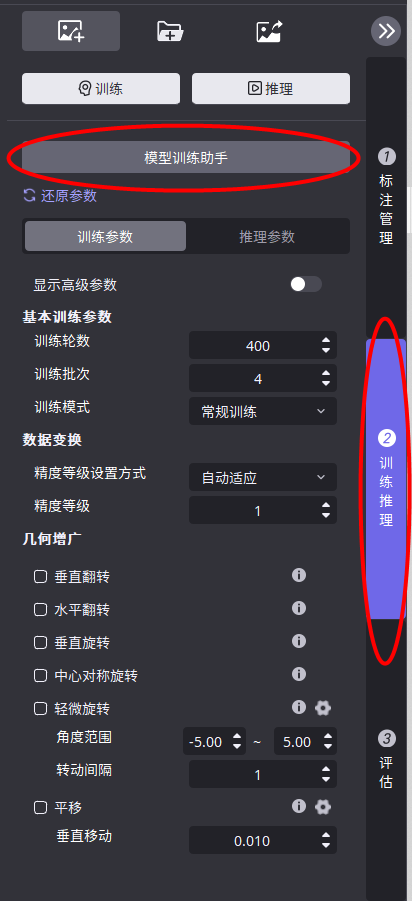 训练
推理
模型训练助手
还原参数
训练参数
推理参数
显示高级参数
基本训练参数
训练轮数 400
训练批次 4
训练模式 常规训练
数据变换
精度等级设置方式 自动适应
精度等级 1
几何增广
垂直翻转
水平翻转
垂直旋转
中心对称旋转
轻微旋转
角度范围 -5.00 ~ 5.00
转动间隔 1
平移
垂直移动 0.010
1
标注管理
2
训练推理
3
评估